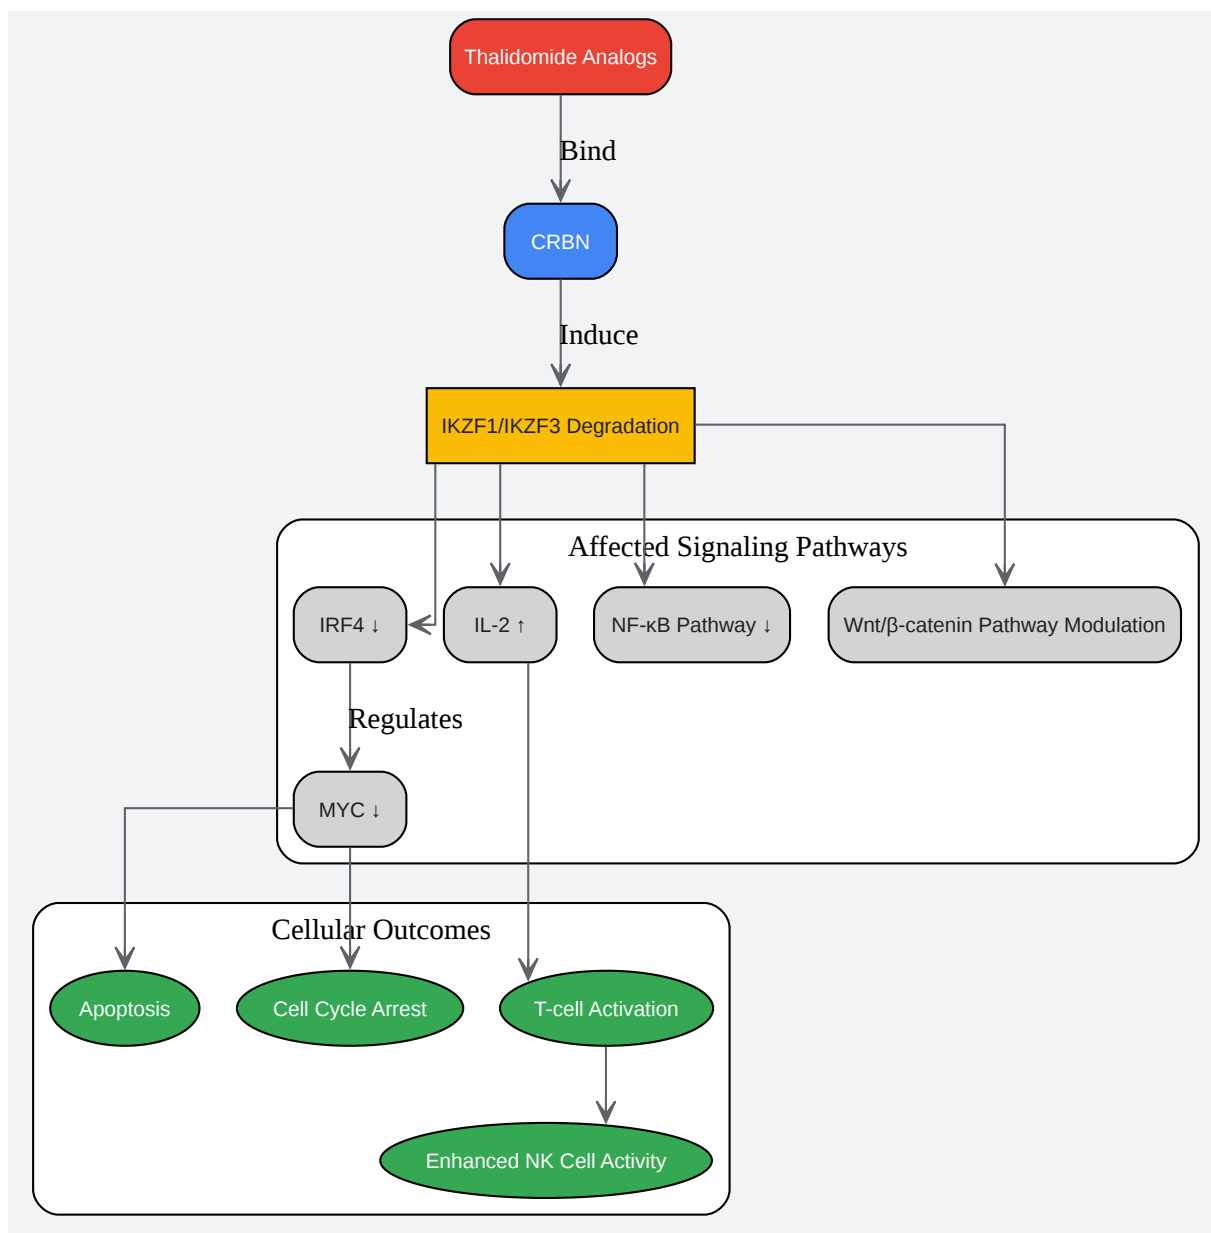 Thalidomide Analogs
Bind
CRBN
Induce
IKZF1/IKZF3 Degradation
Affected Signaling Pathways
IRF4 ↓
IL-2 ↑
NF-κB Pathway ↓
Wnt/β-catenin Pathway Modulation
Regulates
MYC ↓
Cellular Outcomes
Apoptosis
Cell Cycle Arrest
T-cell Activation
Enhanced NK Cell Activity